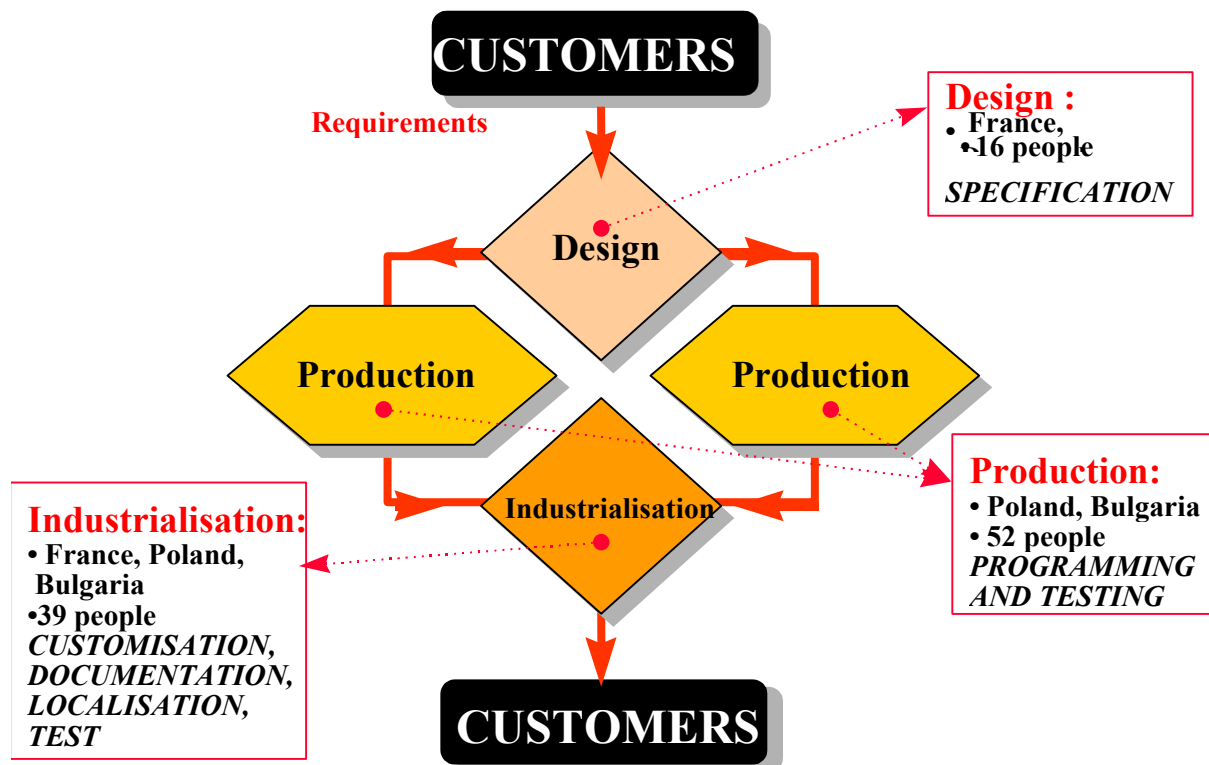 CUSTOMERS
Requirements
Design :
• France,
•16 people
SPECIFICATION
Design
Production
Production
Industrialisation
Production:
• Poland, Bulgaria
• 52 people
PROGRAMMING
AND TESTING
Industrialisation:
• France, Poland,
Bulgaria
•39 people
CUSTOMISATION,
DOCUMENTATION,
LOCALISATION,
TEST
CUSTOMERS